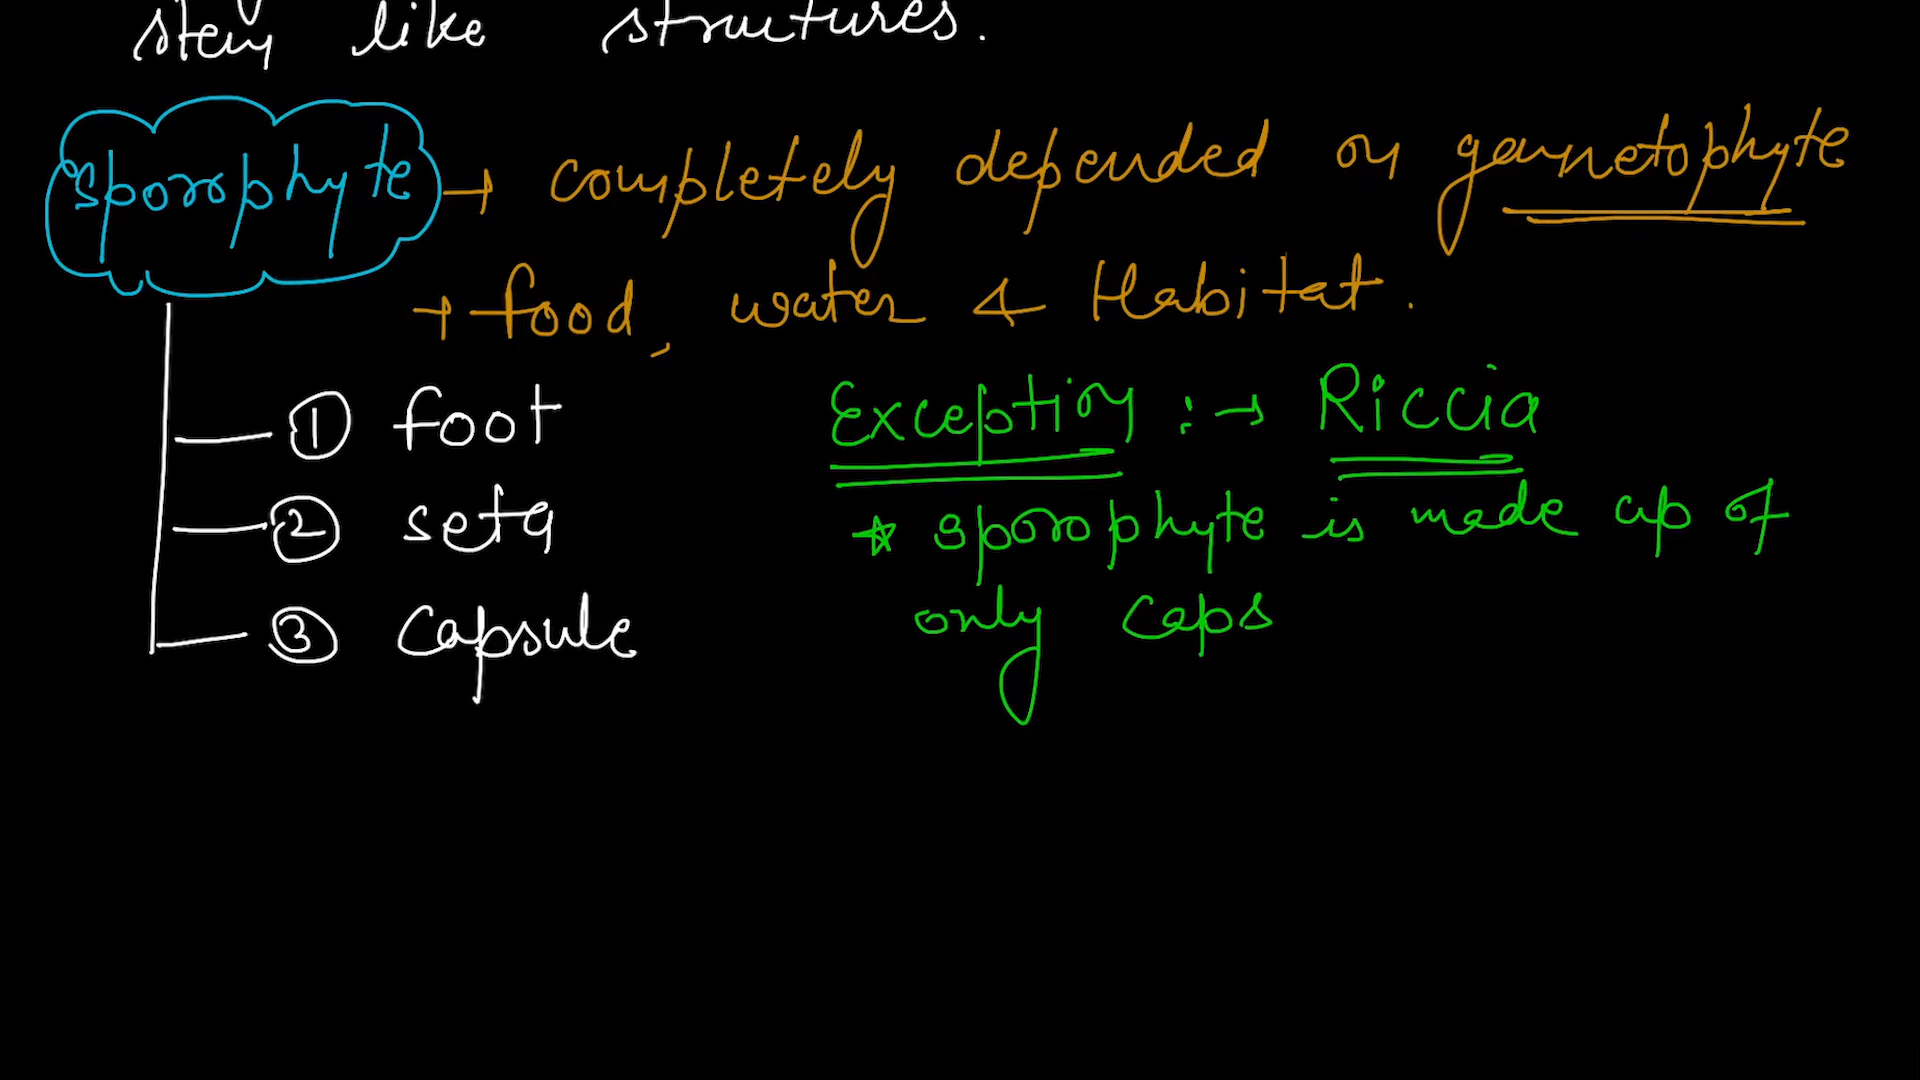 stem like structures.
sporophyte → completely depended on gametophyte
→ food, water & Habitat.
① foot
② seta
③ capsule
Exception :→ Riccia
☆ sporophyte is made up of
only caps